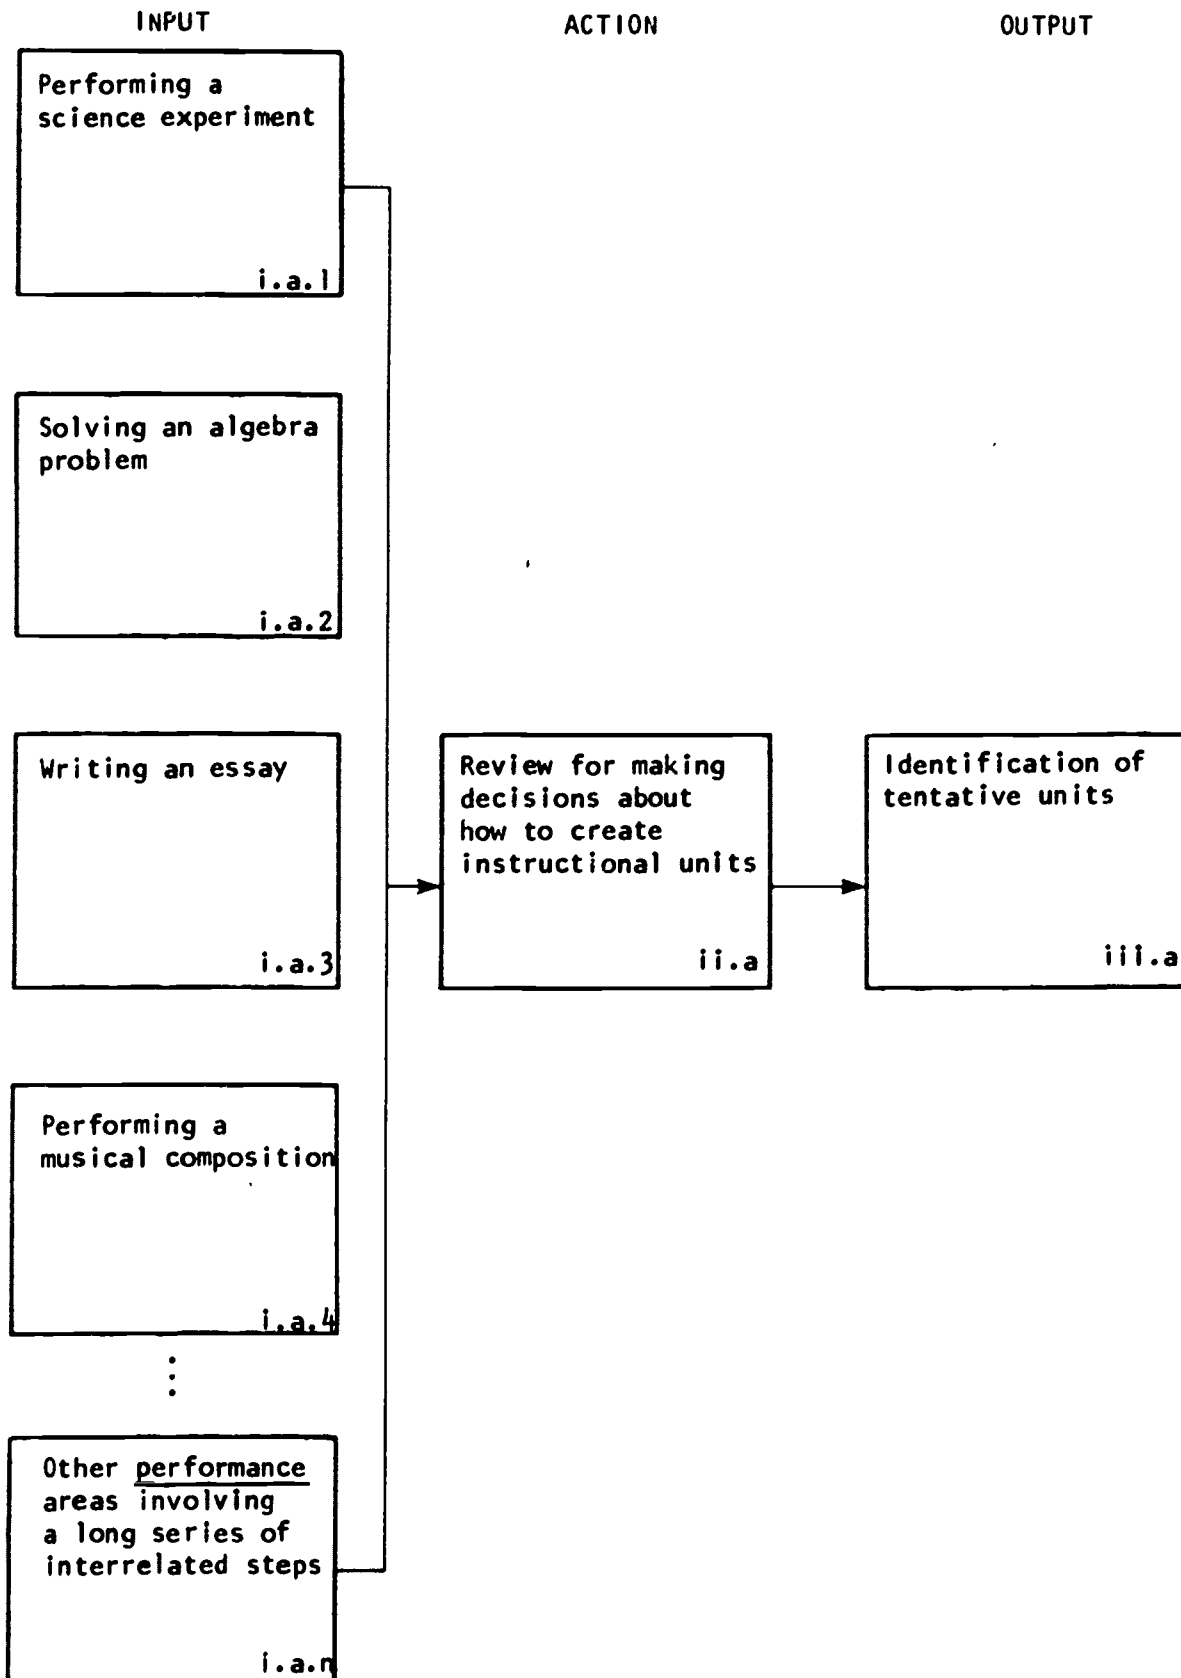 INPUT
ACTION
OUTPUT
Performing a
science experiment
i.a.1
Solving an algebra
problem
i.a.2
Writing an essay
i.a.3
Review for making
decisions about
how to create
instructional units
ii.a
Identification of
tentative units
iii.a
Performing a
musical composition
i.a.4
Other performance
areas involving
a long series of
interrelated steps
i.a.n